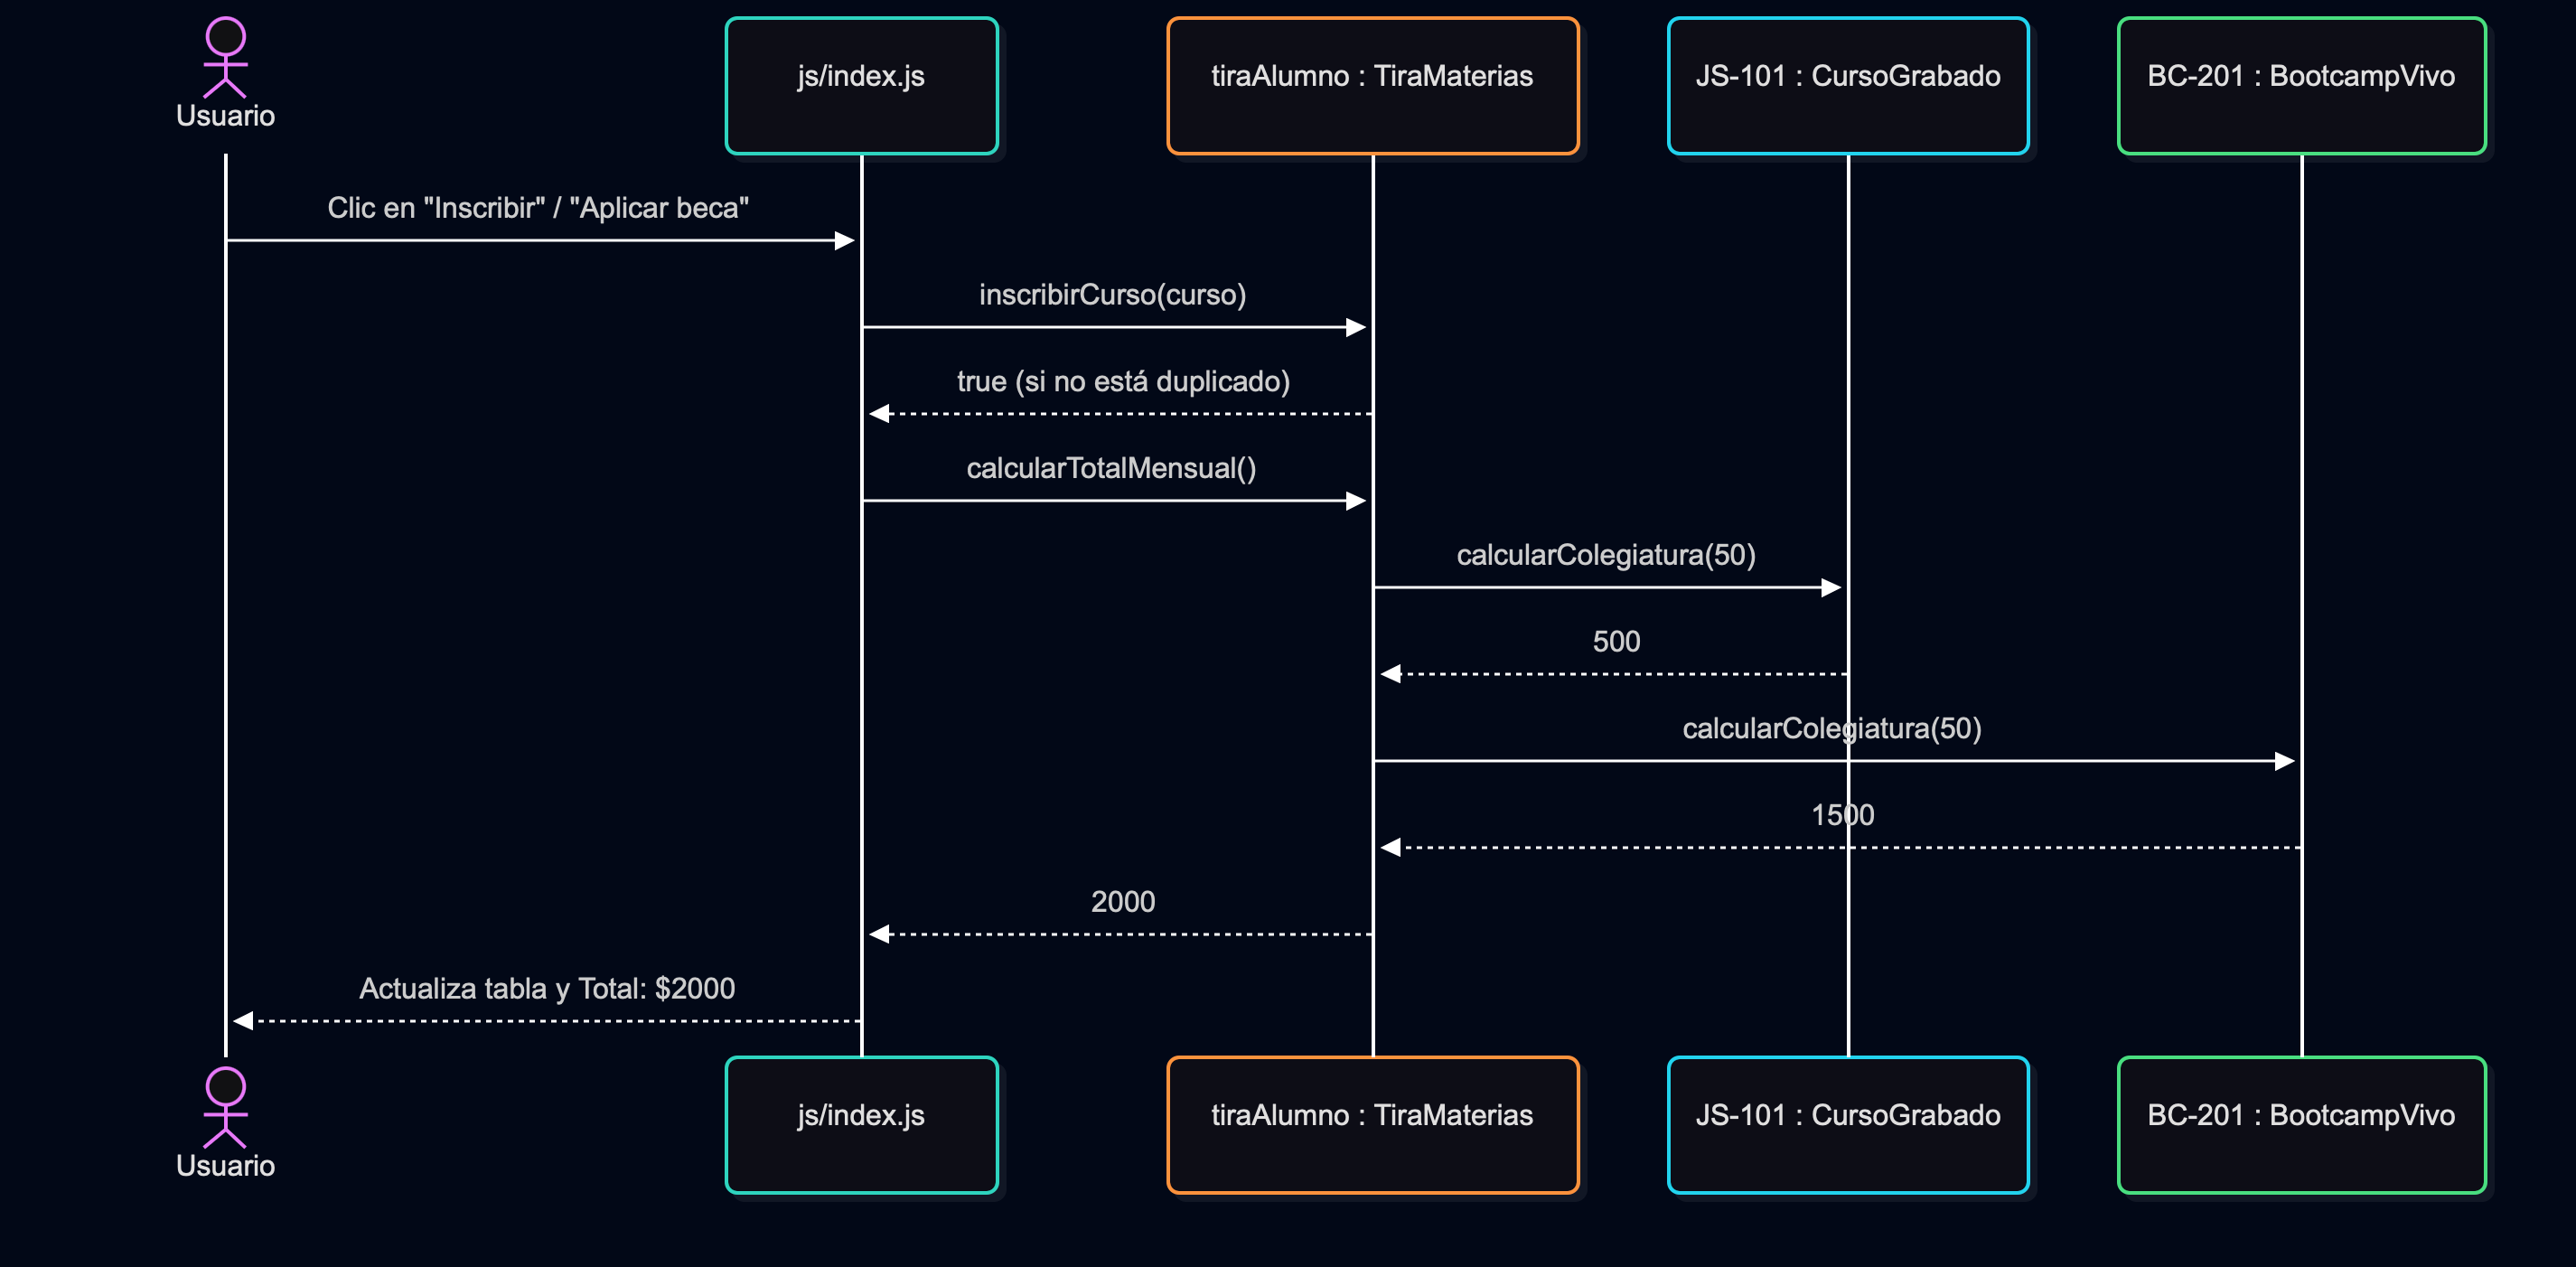 Usuario
js/index.js
tiraAlumno : TiraMaterias
JS-101 : CursoGrabado
BC-201 : BootcampVivo
Clic en "Inscribir" / "Aplicar beca"
inscribirCurso(curso)
true (si no está duplicado)
calcularTotalMensual()
calcularColegiatura(50)
500
calcularColegiatura(50)
1500
2000
Actualiza tabla y Total: $2000
Usuario
js/index.js
tiraAlumno : TiraMaterias
JS-101 : CursoGrabado
BC-201 : BootcampVivo